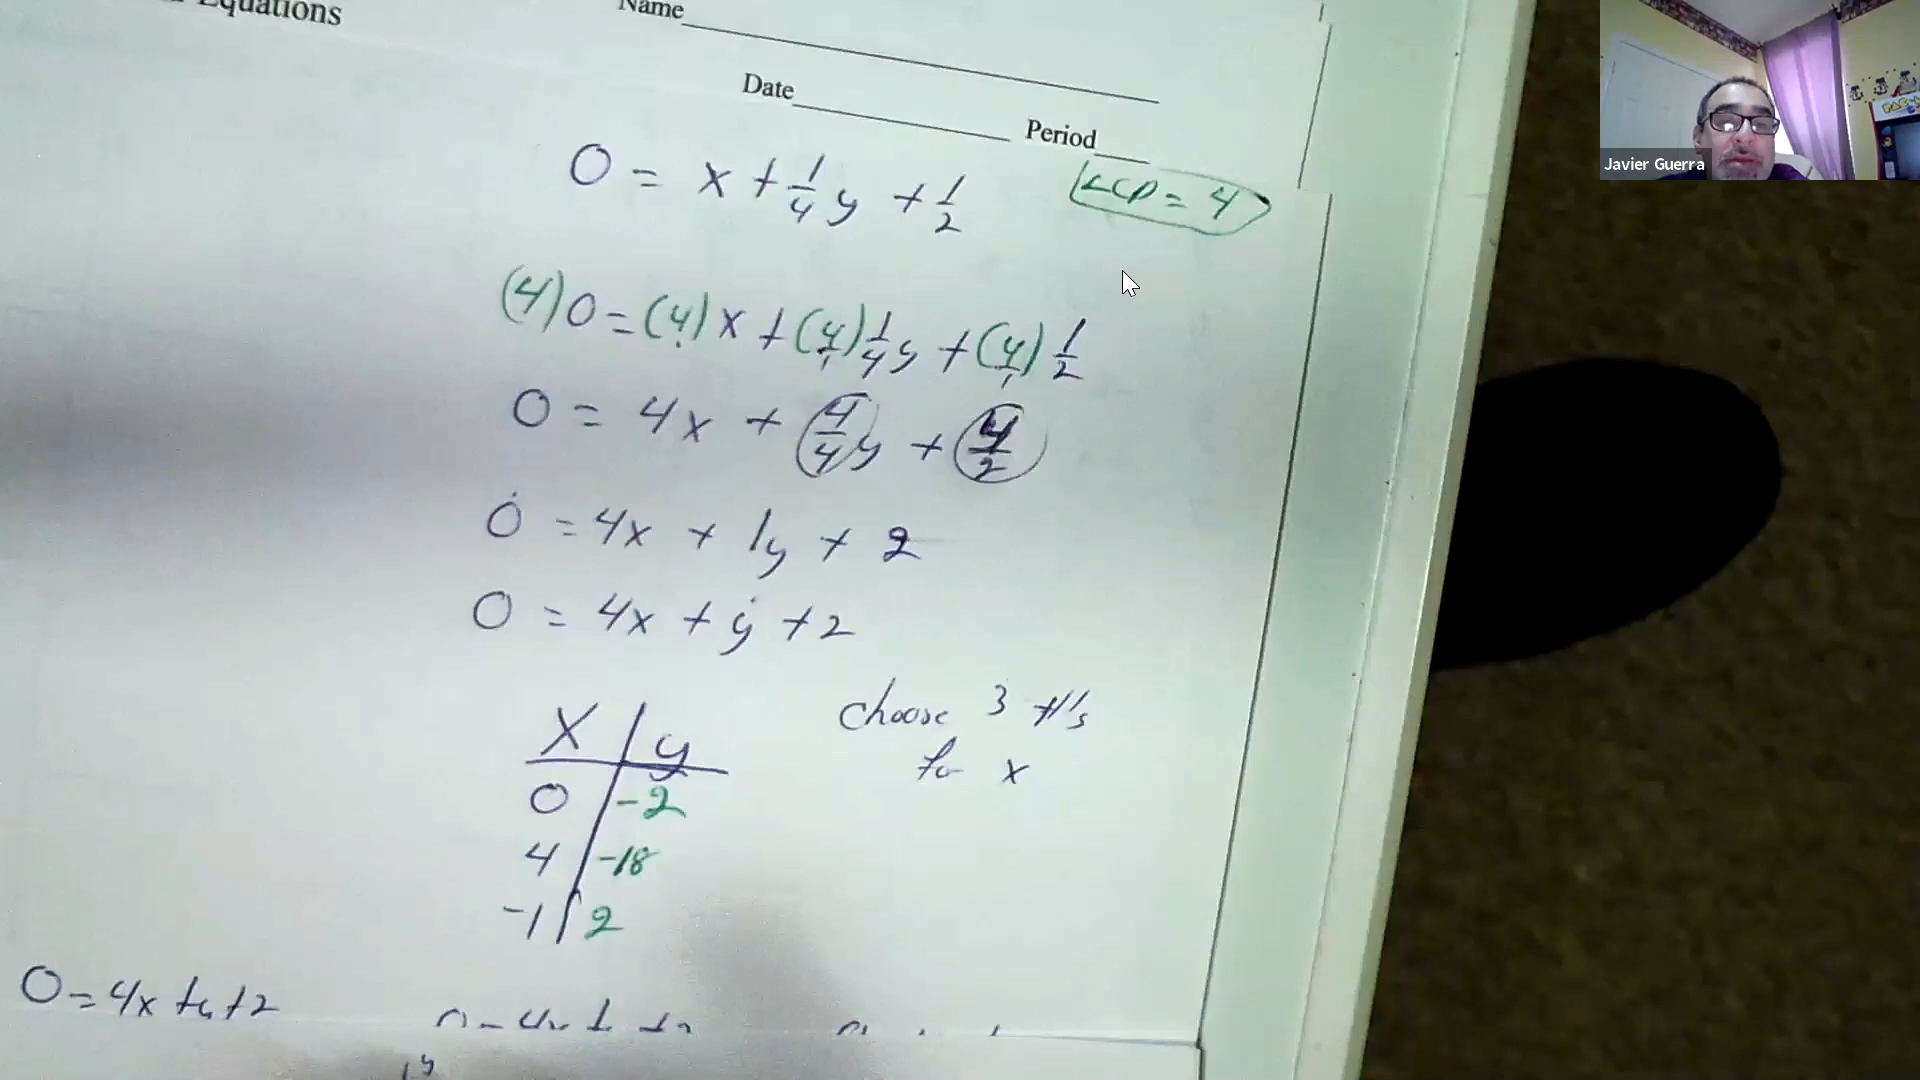 Equations
Name
Date
Period
0 = x + 1/4 y + 1/2
LCD = 4
(4)0 = (4)x + (4/1) 1/4 y + (4/1) 1/2
0 = 4x + 4/4 y + 4/2
0 = 4x + 1y + 2
0 = 4x + y + 2
choose 3 #'s
for x
x | y
0 | -2
4 | -18
-1 | 2
0 = 4x + y + 2
Javier Guerra